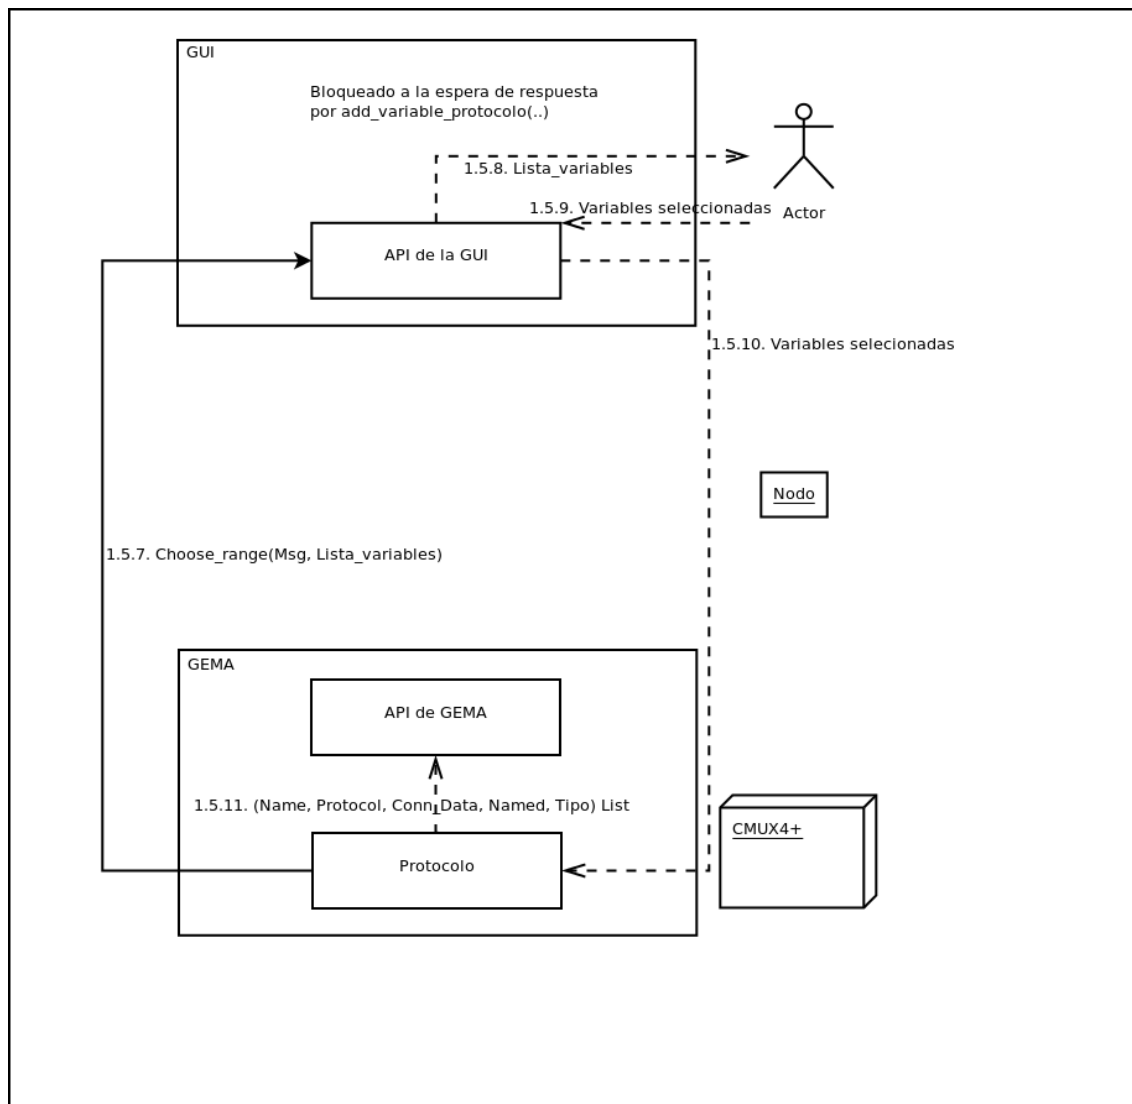 GUI
Bloqueado a la espera de respuesta
por add_variable_protocolo(..)
1.5.8. Lista_variables
1.5.9. Variables seleccionadas
Actor
API de la GUI
1.5.10. Variables selecionadas
Nodo
1.5.7. Choose_range(Msg, Lista_variables)
GEMA
API de GEMA
1.5.11. (Name, Protocol, Conn_Data, Named, Tipo) List
CMUX4+
Protocolo